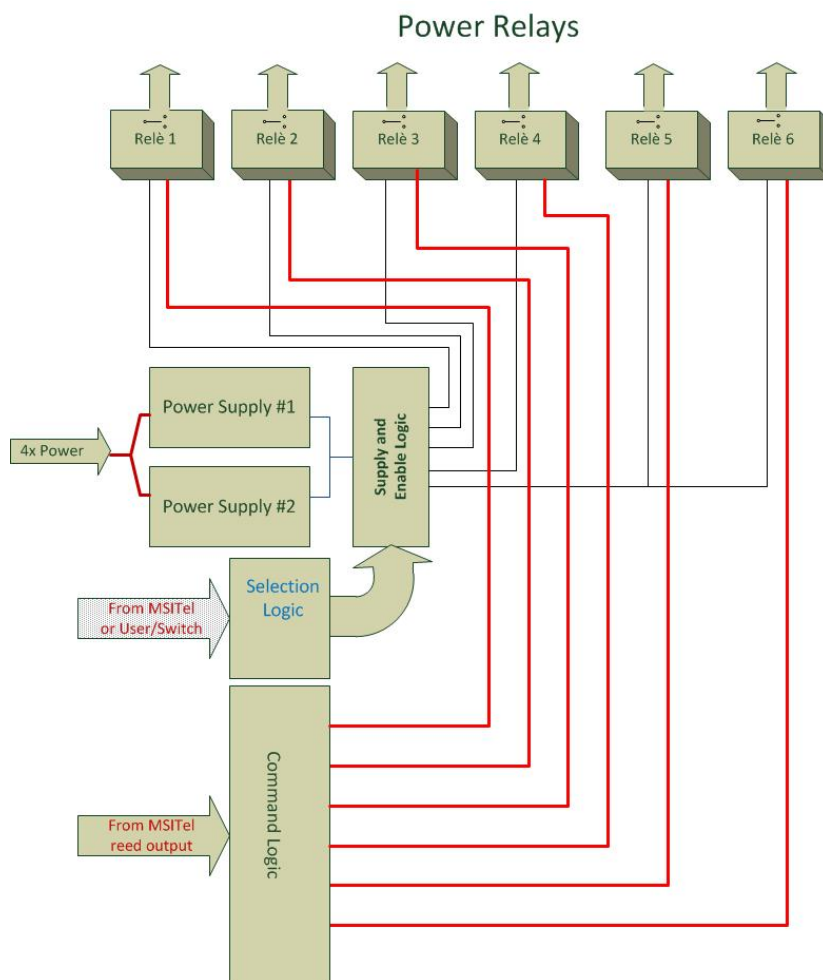 Power Relays
Relè 1
Relè 2
Relè 3
Relè 4
Relè 5
Relè 6
Power Supply #1
4x Power
Power Supply #2
Supply and
Enable Logic
Selection
Logic
From MSITel
or User/Switch
Command Logic
From MSITel
reed output